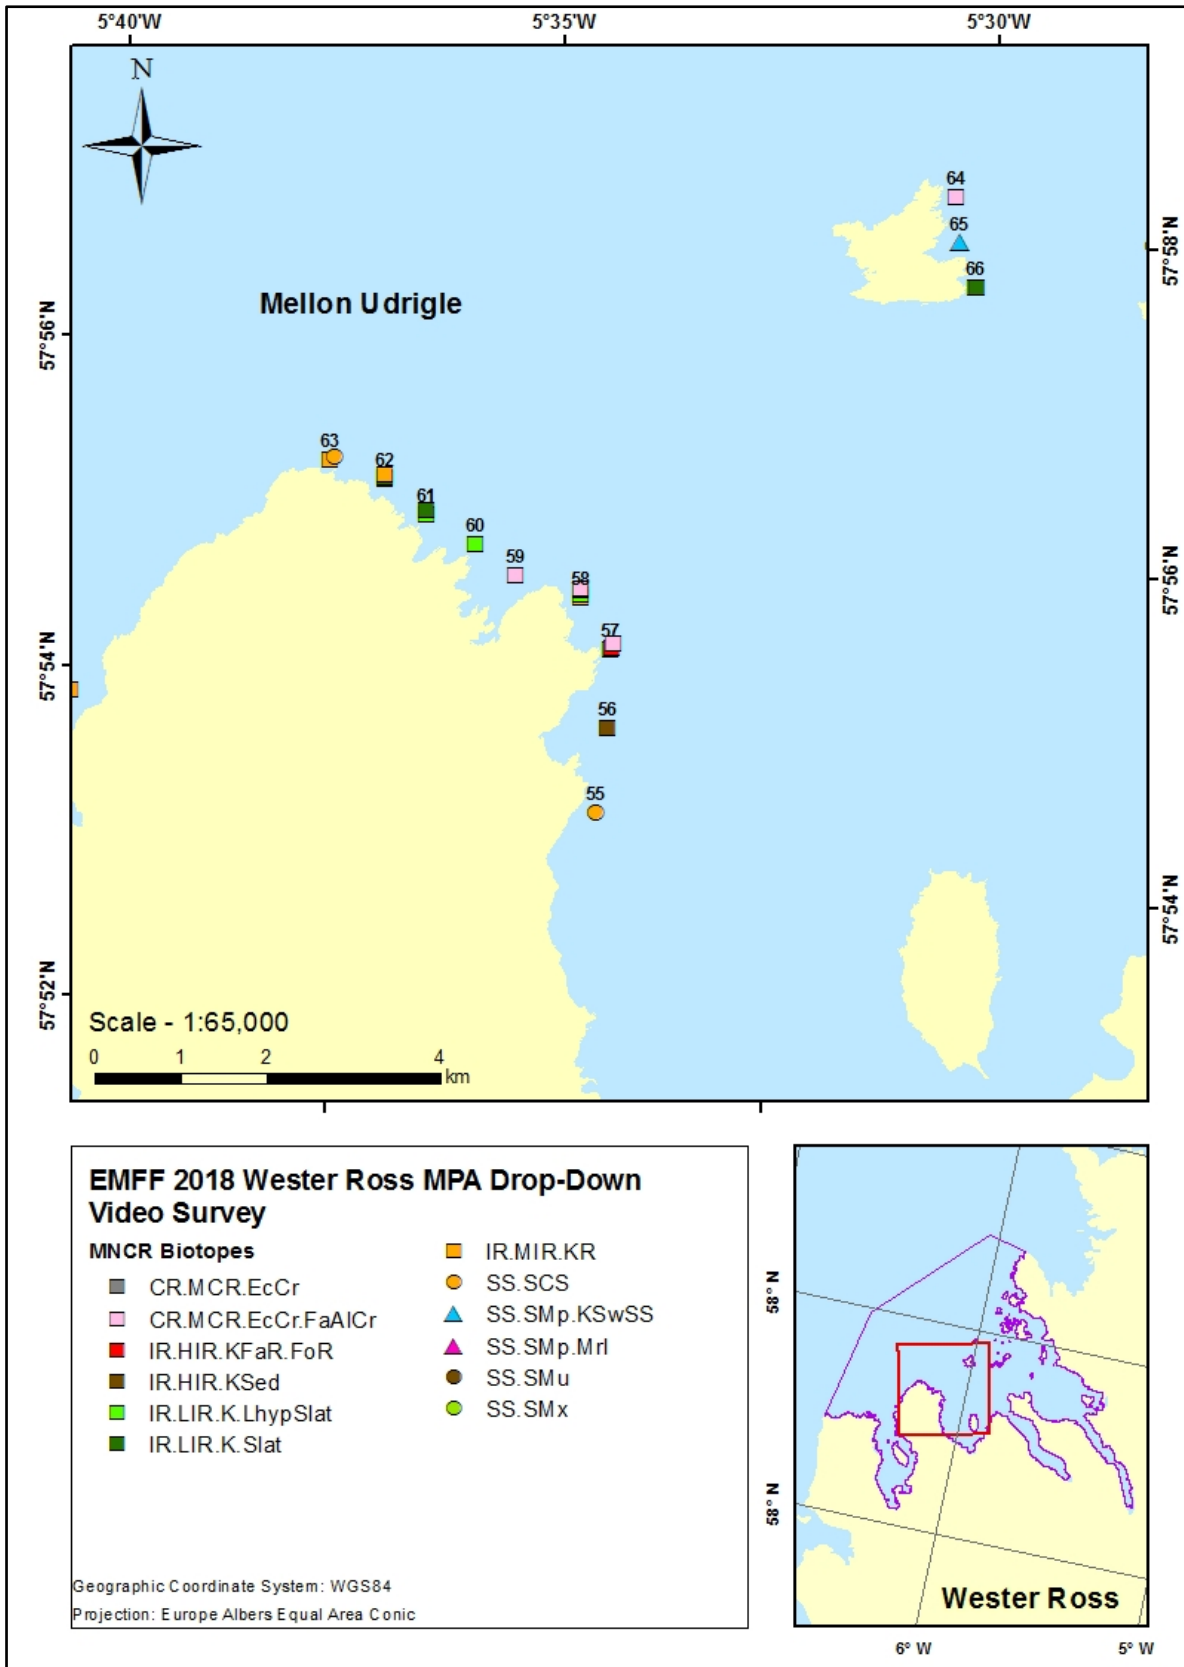 5°40'W 5°35'W 5°30'W
N
64
65
57°58'N
66
Mellon Udrigle
57°56'N
63
62
61
60
59
58
57°56'N
57
57°54'N
56
55
57°54'N
57°52'N
Scale - 1:65,000
0 1 2 4
km
EMFF 2018 Wester Ross MPA Drop-Down
Video Survey
MNCR Biotopes
CR.MCR.EcCr
CR.MCR.EcCr.FaAlCr
IR.HIR.KFaR.FoR
IR.HIR.KSed
IR.LIR.K.LhypSlat
IR.LIR.K.Slat
IR.MIR.KR
SS.SCS
SS.SMp.KSwSS
SS.SMp.Mrl
SS.SMu
SS.SMx
Geographic Coordinate System: WGS84
Projection: Europe Albers Equal Area Conic
58° N
58° N
Wester Ross
6° W 5° W